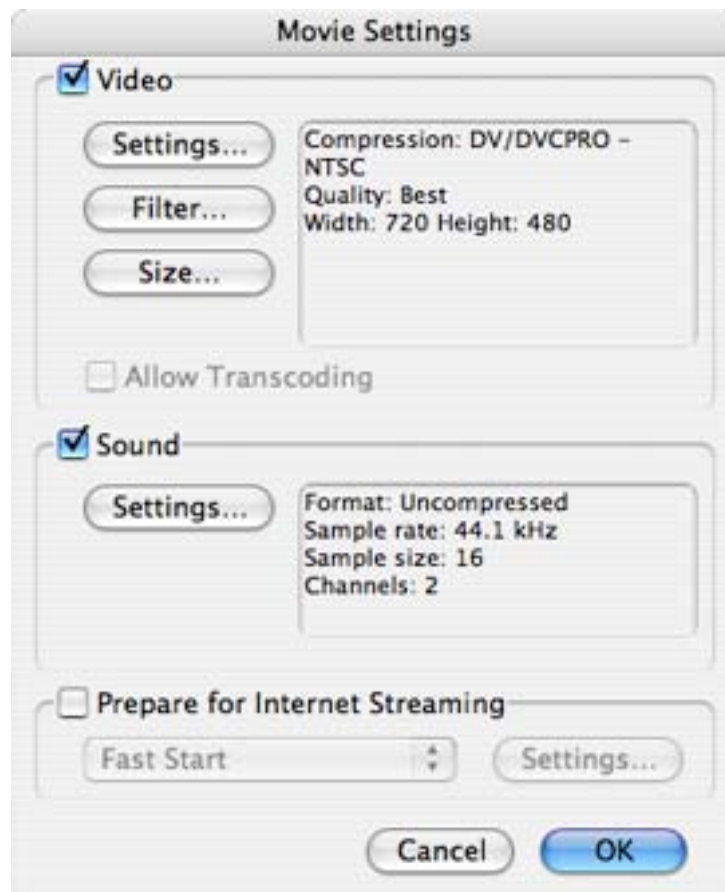 Movie Settings
Video
Settings...
Compression: DV/DVCPRO -
NTSC
Quality: Best
Width: 720 Height: 480
Filter...
Size...
Allow Transcoding
Sound
Settings...
Format: Uncompressed
Sample rate: 44.1 kHz
Sample size: 16
Channels: 2
Prepare for Internet Streaming
Fast Start
Settings...
Cancel
OK